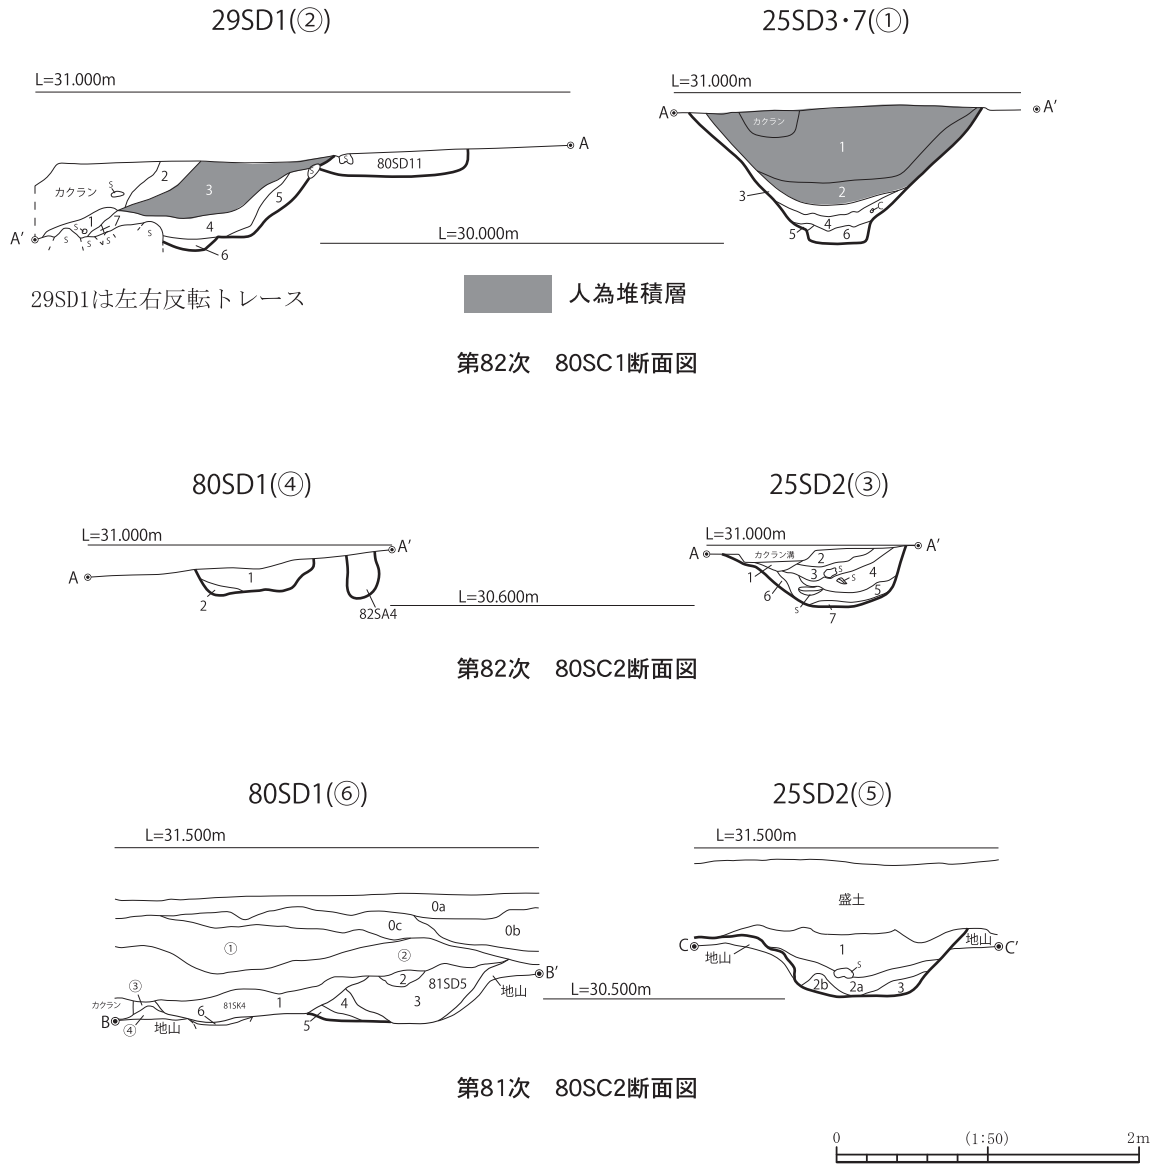 29SD1(②)
25SD3・7(①)
L=31.000m
L=31.000m
A
A'
カクラン
S
2
3
S
S
80SD11
5
4
1
7
S
S
S
S
S
S
6
A
A'
L=30.000m
A
A'
カクラン
1
2
3
C
4
5
6
29SD1は左右反転トレース
人為堆積層
第82次　80SC1断面図
80SD1(④)
25SD2(③)
L=31.000m
A'
A
1
2
82SA4
L=30.600m
L=31.000m
A
A'
カクラン溝
2
3
S
4
S
1
6
5
S
7
第82次　80SC2断面図
80SD1(⑥)
25SD2(⑤)
L=31.500m
0a
0c
0b
①
②
2
81SD5
B'
地山
③
カクラン
81SK4
1
4
3
6
B
④
地山
5
L=30.500m
L=31.500m
盛土
C
地山
1
地山
C'
S
2b
2a
3
第81次　80SC2断面図
0
(1:50)
2m